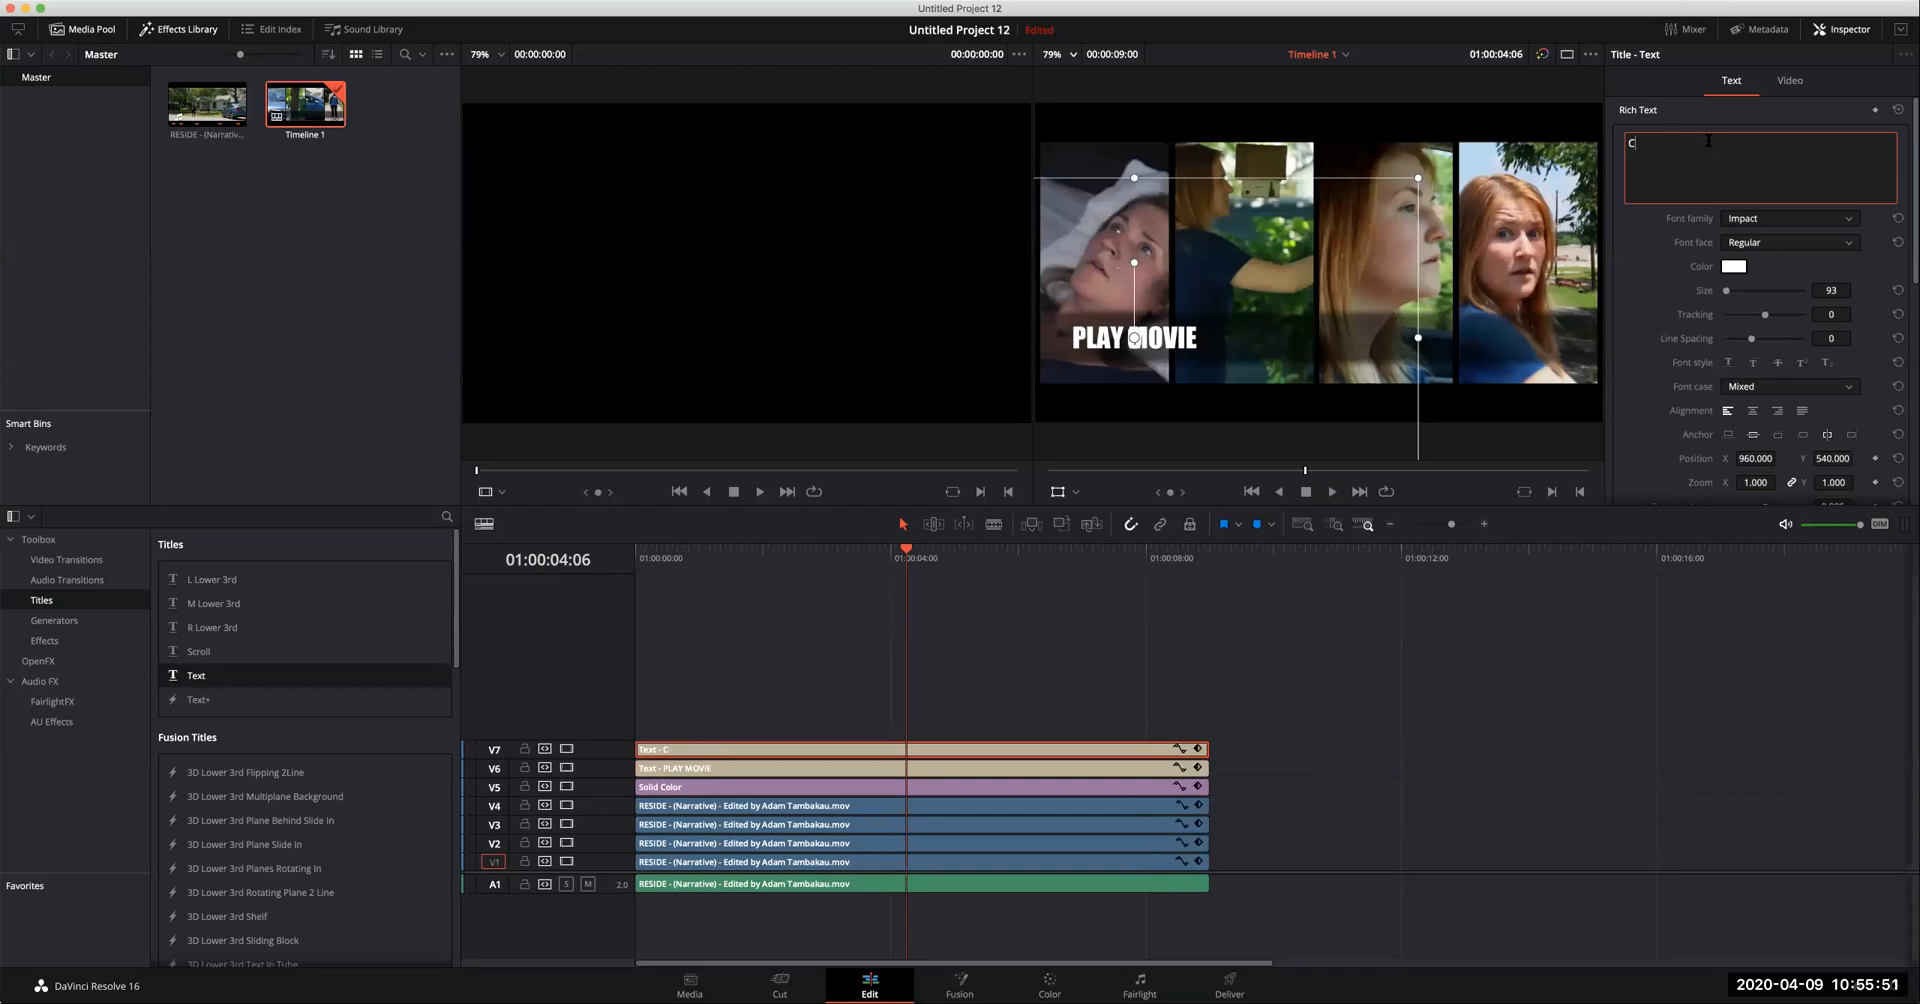 Untitled Project 12
Media Pool
Effects Library
Edit Index
Sound Library
Untitled Project 12
Edited
Mixer
Metadata
Inspector
Master
79%
00:00:00:00
00:00:00:00
79%
00:00:09:00
Timeline 1
01:00:04:06
Title - Text
Master
RESIDE - (Narrativ...
Timeline 1
Text
Video
Rich Text
C
Font family
Impact
Font face
Regular
Color
Size
93
Tracking
0
Line Spacing
0
Font style
Font case
Mixed
Alignment
Anchor
Position X 960.000 Y 540.000
Zoom X 1.000 Y 1.000
PLAY MOVIE
Smart Bins
Keywords
Toolbox
Video Transitions
Audio Transitions
Titles
Generators
Effects
OpenFX
Audio FX
FairlightFX
AU Effects
Favorites
Titles
L Lower 3rd
M Lower 3rd
R Lower 3rd
Scroll
Text
Text+
Fusion Titles
3D Lower 3rd Flipping 2Line
3D Lower 3rd Multiplane Background
3D Lower 3rd Plane Behind Slide In
3D Lower 3rd Plane Slide In
3D Lower 3rd Planes Rotating In
3D Lower 3rd Rotating Plane 2 Line
3D Lower 3rd Shelf
3D Lower 3rd Sliding Block
3D Lower 3rd Text In Tube
DIM
01:00:04:06
01:00:00:00
01:00:04:00
01:00:08:00
01:00:12:00
01:00:16:00
V7
Text - C
V6
Text - PLAY MOVIE
V5
Solid Color
V4
RESIDE - (Narrative) - Edited by Adam Tambakau.mov
V3
RESIDE - (Narrative) - Edited by Adam Tambakau.mov
V2
RESIDE - (Narrative) - Edited by Adam Tambakau.mov
V1
RESIDE - (Narrative) - Edited by Adam Tambakau.mov
A1
S
M
2.0
RESIDE - (Narrative) - Edited by Adam Tambakau.mov
DaVinci Resolve 16
Media
Cut
Edit
Fusion
Color
Fairlight
Deliver
2020-04-09 10:55:51